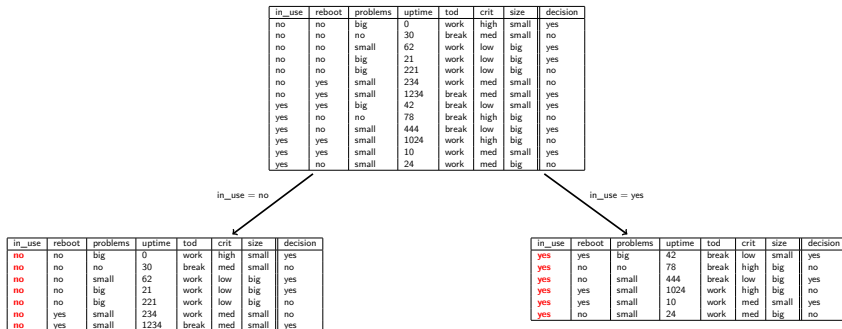 in_use reboot problems uptime tod crit size decision
no no big 0 work high small yes
no no no 30 break med small no
no no small 62 work low big yes
no no big 21 work low big yes
no no big 221 work low big no
no yes small 234 work med small no
no yes small 1234 break med small yes
yes yes big 42 break low small yes
yes no no 78 break high big no
yes no small 444 break low big yes
yes yes small 1024 work high big no
yes yes small 10 work med small yes
yes no small 24 work med big no
in_use = no
in_use = yes
in_use reboot problems uptime tod crit size decision
no no big 0 work high small yes
no no no 30 break med small no
no no small 62 work low big yes
no no big 21 work low big yes
no no big 221 work low big no
no yes small 234 work med small no
no yes small 1234 break med small yes
in_use reboot problems uptime tod crit size decision
yes yes big 42 break low small yes
yes no no 78 break high big no
yes no small 444 break low big yes
yes yes small 1024 work high big no
yes yes small 10 work med small yes
yes no small 24 work med big no